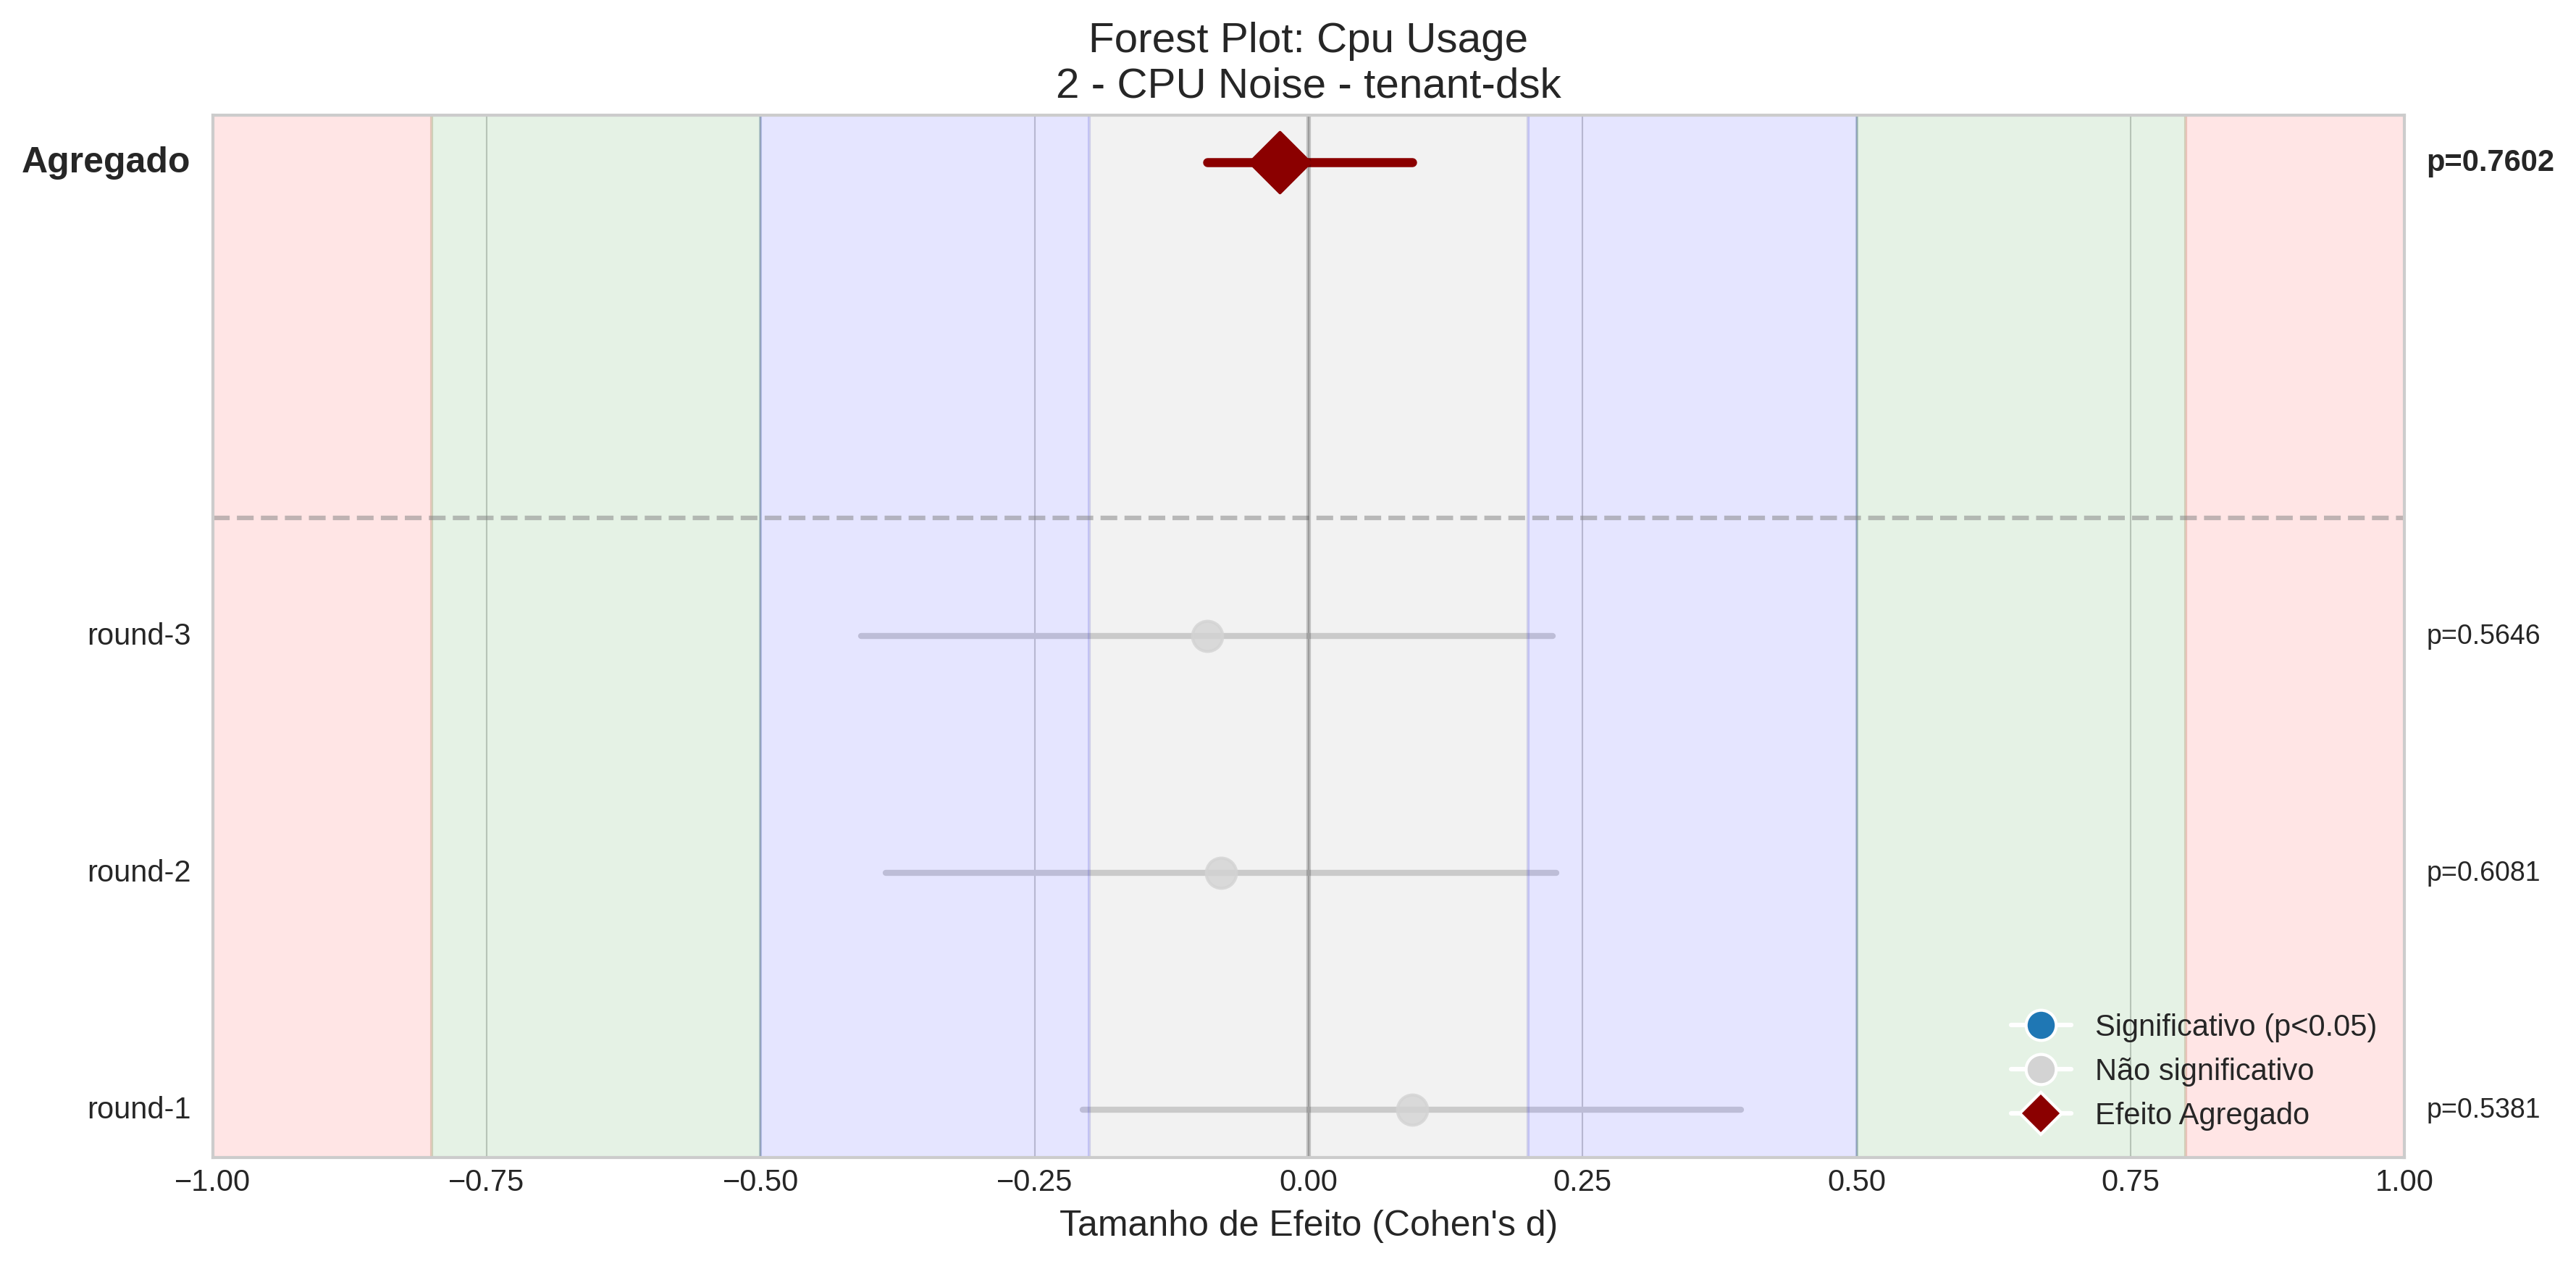 Forest Plot: Cpu Usage
2 - CPU Noise - tenant-dsk
Agregado
p=0.7602
round-3
p=0.5646
round-2
p=0.6081
round-1
p=0.5381
Significativo (p<0.05)
Não significativo
Efeito Agregado
−1.00
−0.75
−0.50
−0.25
0.00
0.25
0.50
0.75
1.00
Tamanho de Efeito (Cohen's d)